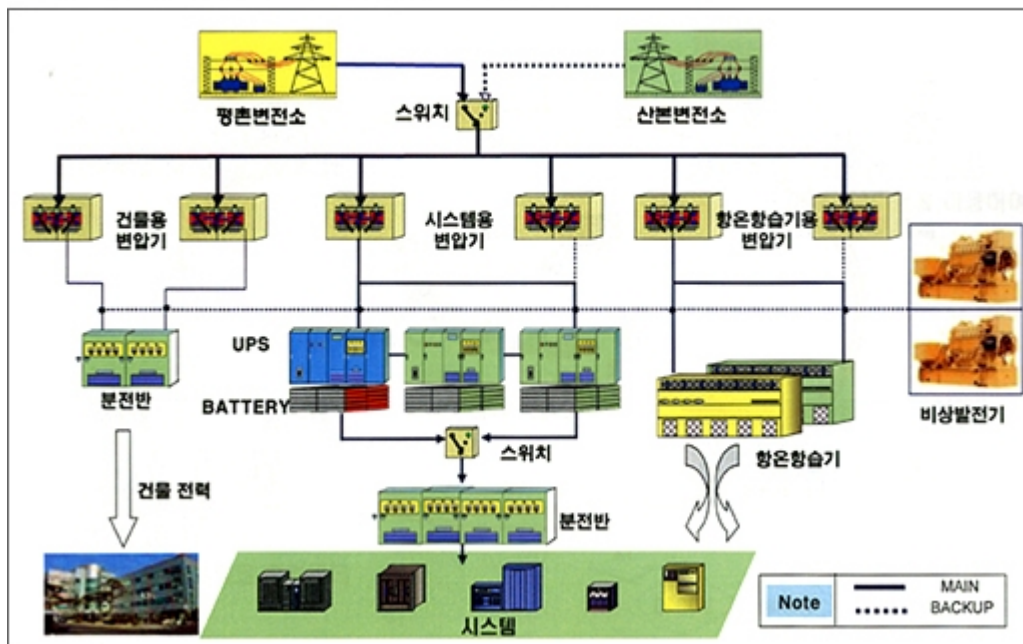 평촌변전소
스위치
산본변전소
건물용
변압기
시스템용
변압기
항온항습기용
변압기
UPS
BATTERY
분전반
비상발전기
스위치
항온항습기
건물 전력
분전반
시스템
Note
MAIN
BACKUP